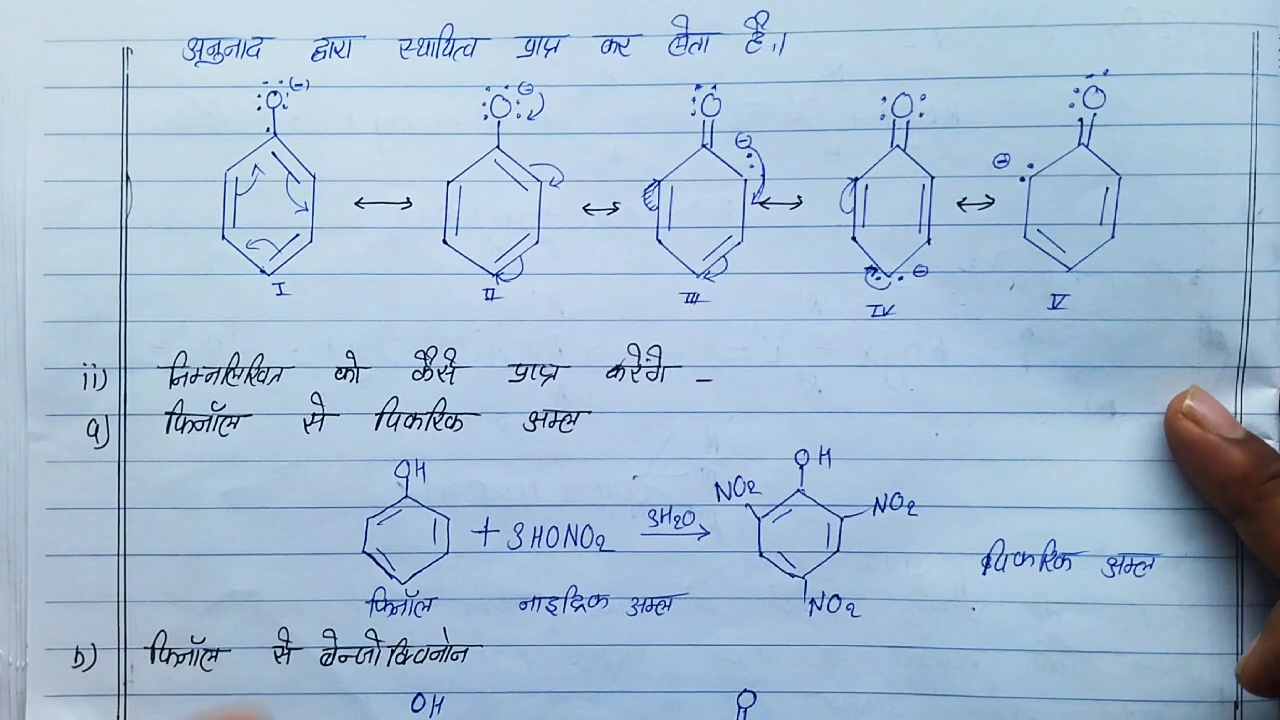 अनुनाद द्वारा स्थायित्व प्राप्त कर लेता है।
:O:(-) :O:⊖ :O :O: :O
⊖ ⊖
⊖
I II III IV V
ii) निम्नलिखित को कैसे प्राप्त करेंगे -
a) फिनॉल से पिकरिक अम्ल
OH + 3HONO₂ 3H₂O → OH NO₂ NO₂ NO₂
पिकरिक अम्ल
फिनॉल नाइट्रिक अम्ल
b) फिनॉल से बेन्जोक्विनोन
OH O